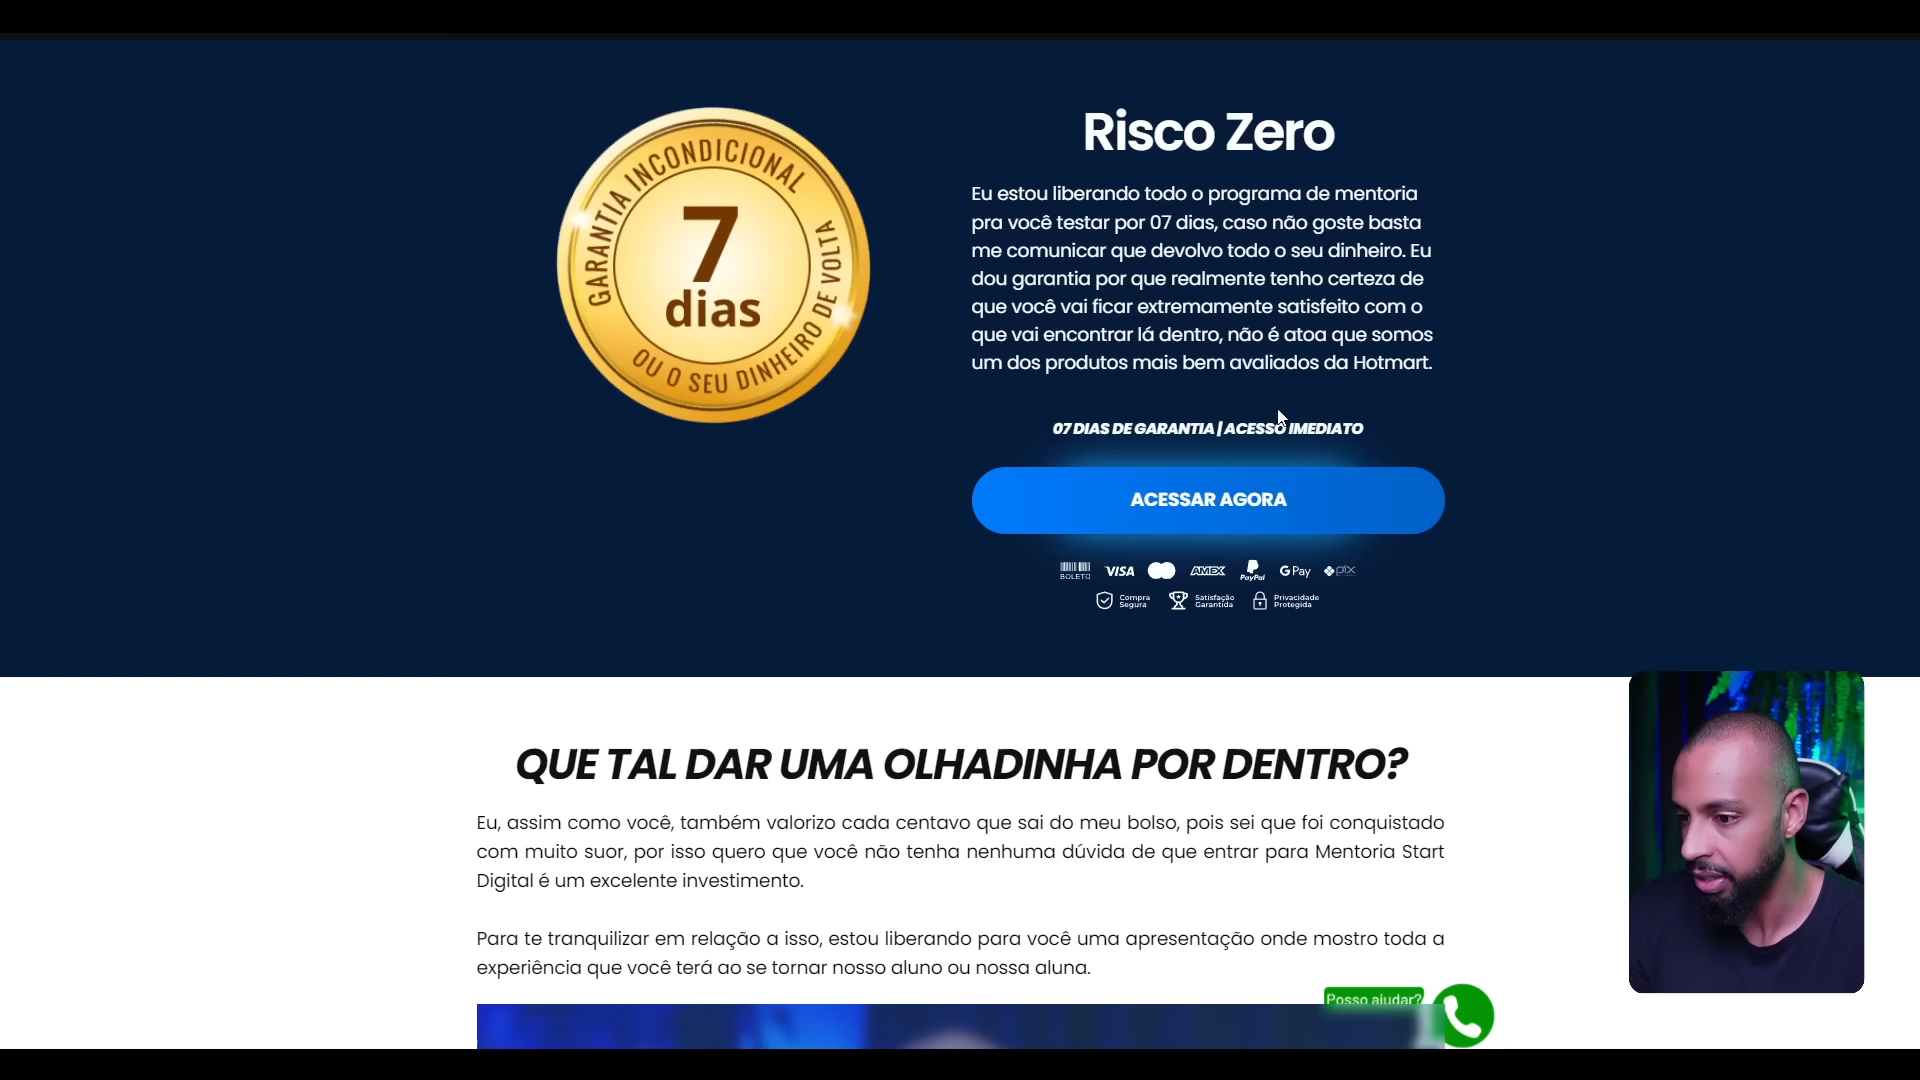 GARANTIA INCONDICIONAL
7
dias
OU O SEU DINHEIRO DE VOLTA
Risco Zero
Eu estou liberando todo o programa de mentoria
pra você testar por 07 dias, caso não goste basta
me comunicar que devolvo todo o seu dinheiro. Eu
dou garantia por que realmente tenho certeza de
que você vai ficar extremamente satisfeito com o
que vai encontrar lá dentro, não é atoa que somos
um dos produtos mais bem avaliados da Hotmart.
07 DIAS DE GARANTIA | ACESSO IMEDIATO
ACESSAR AGORA
BOLETO VISA AMEX PayPal G Pay pix
Compra Segura
Satisfação Garantida
Privacidade Protegida
QUE TAL DAR UMA OLHADINHA POR DENTRO?
Eu, assim como você, também valorizo cada centavo que sai do meu bolso, pois sei que foi conquistado
com muito suor, por isso quero que você não tenha nenhuma dúvida de que entrar para Mentoria Start
Digital é um excelente investimento.
Para te tranquilizar em relação a isso, estou liberando para você uma apresentação onde mostro toda a
experiência que você terá ao se tornar nosso aluno ou nossa aluna.
Posso ajudar?